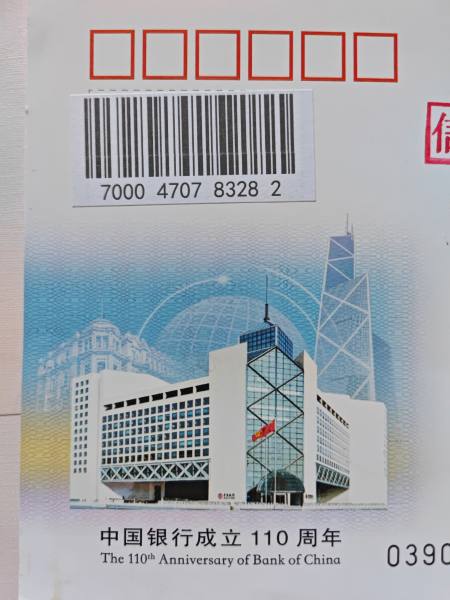 7000 4707 8328 2
信
中国银行成立 110 周年
The 110th Anniversary of Bank of China
0390